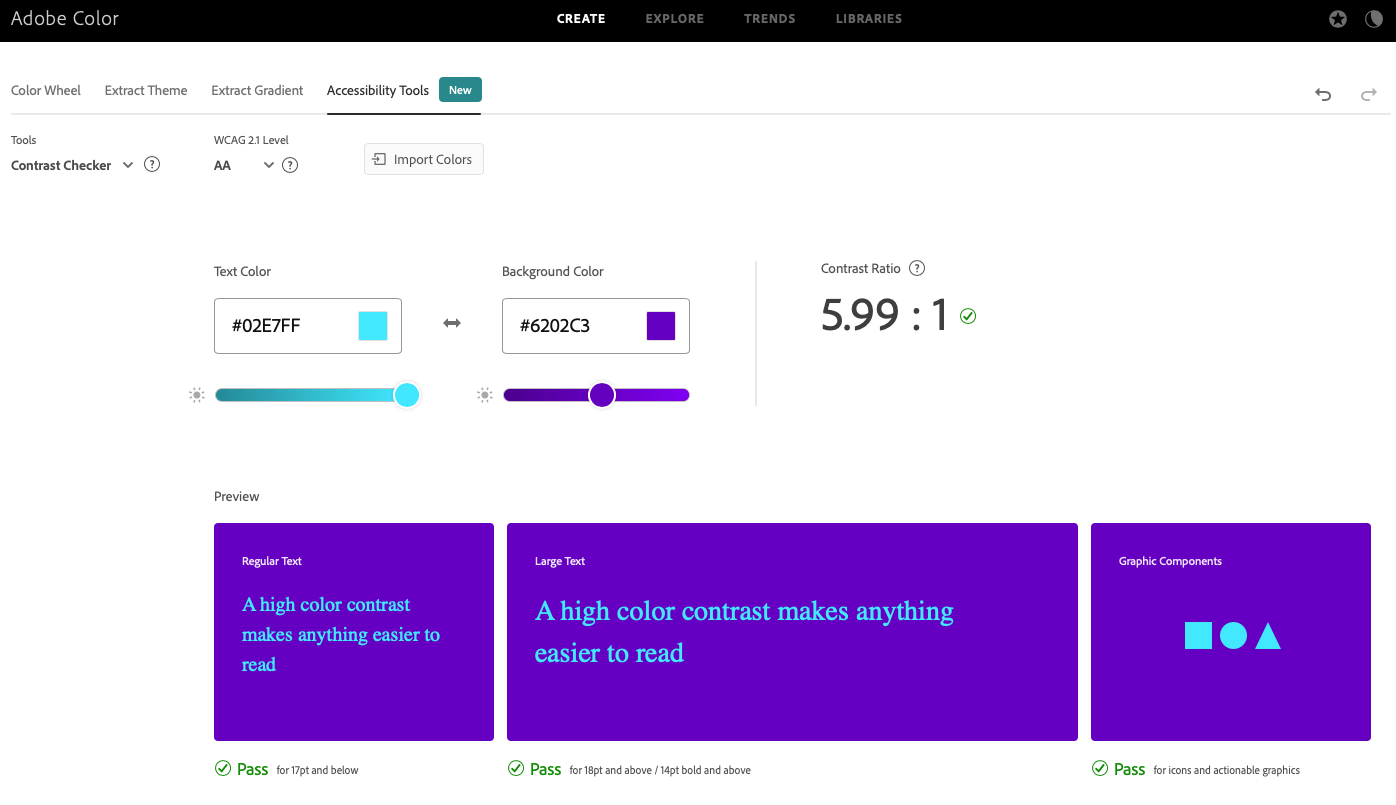 Adobe Color
CREATE EXPLORE TRENDS LIBRARIES
Color Wheel Extract Theme Extract Gradient Accessibility Tools New
Tools WCAG 2.1 Level
Contrast Checker ? AA ? Import Colors
Text Color Background Color Contrast Ratio ?
#02E7FF #6202C3 5.99 : 1
Preview
Regular Text
A high color contrast
makes anything easier to
read
Large Text
A high color contrast makes anything
easier to read
Graphic Components
Pass for 17pt and below
Pass for 18pt and above / 14pt bold and above
Pass for icons and actionable graphics